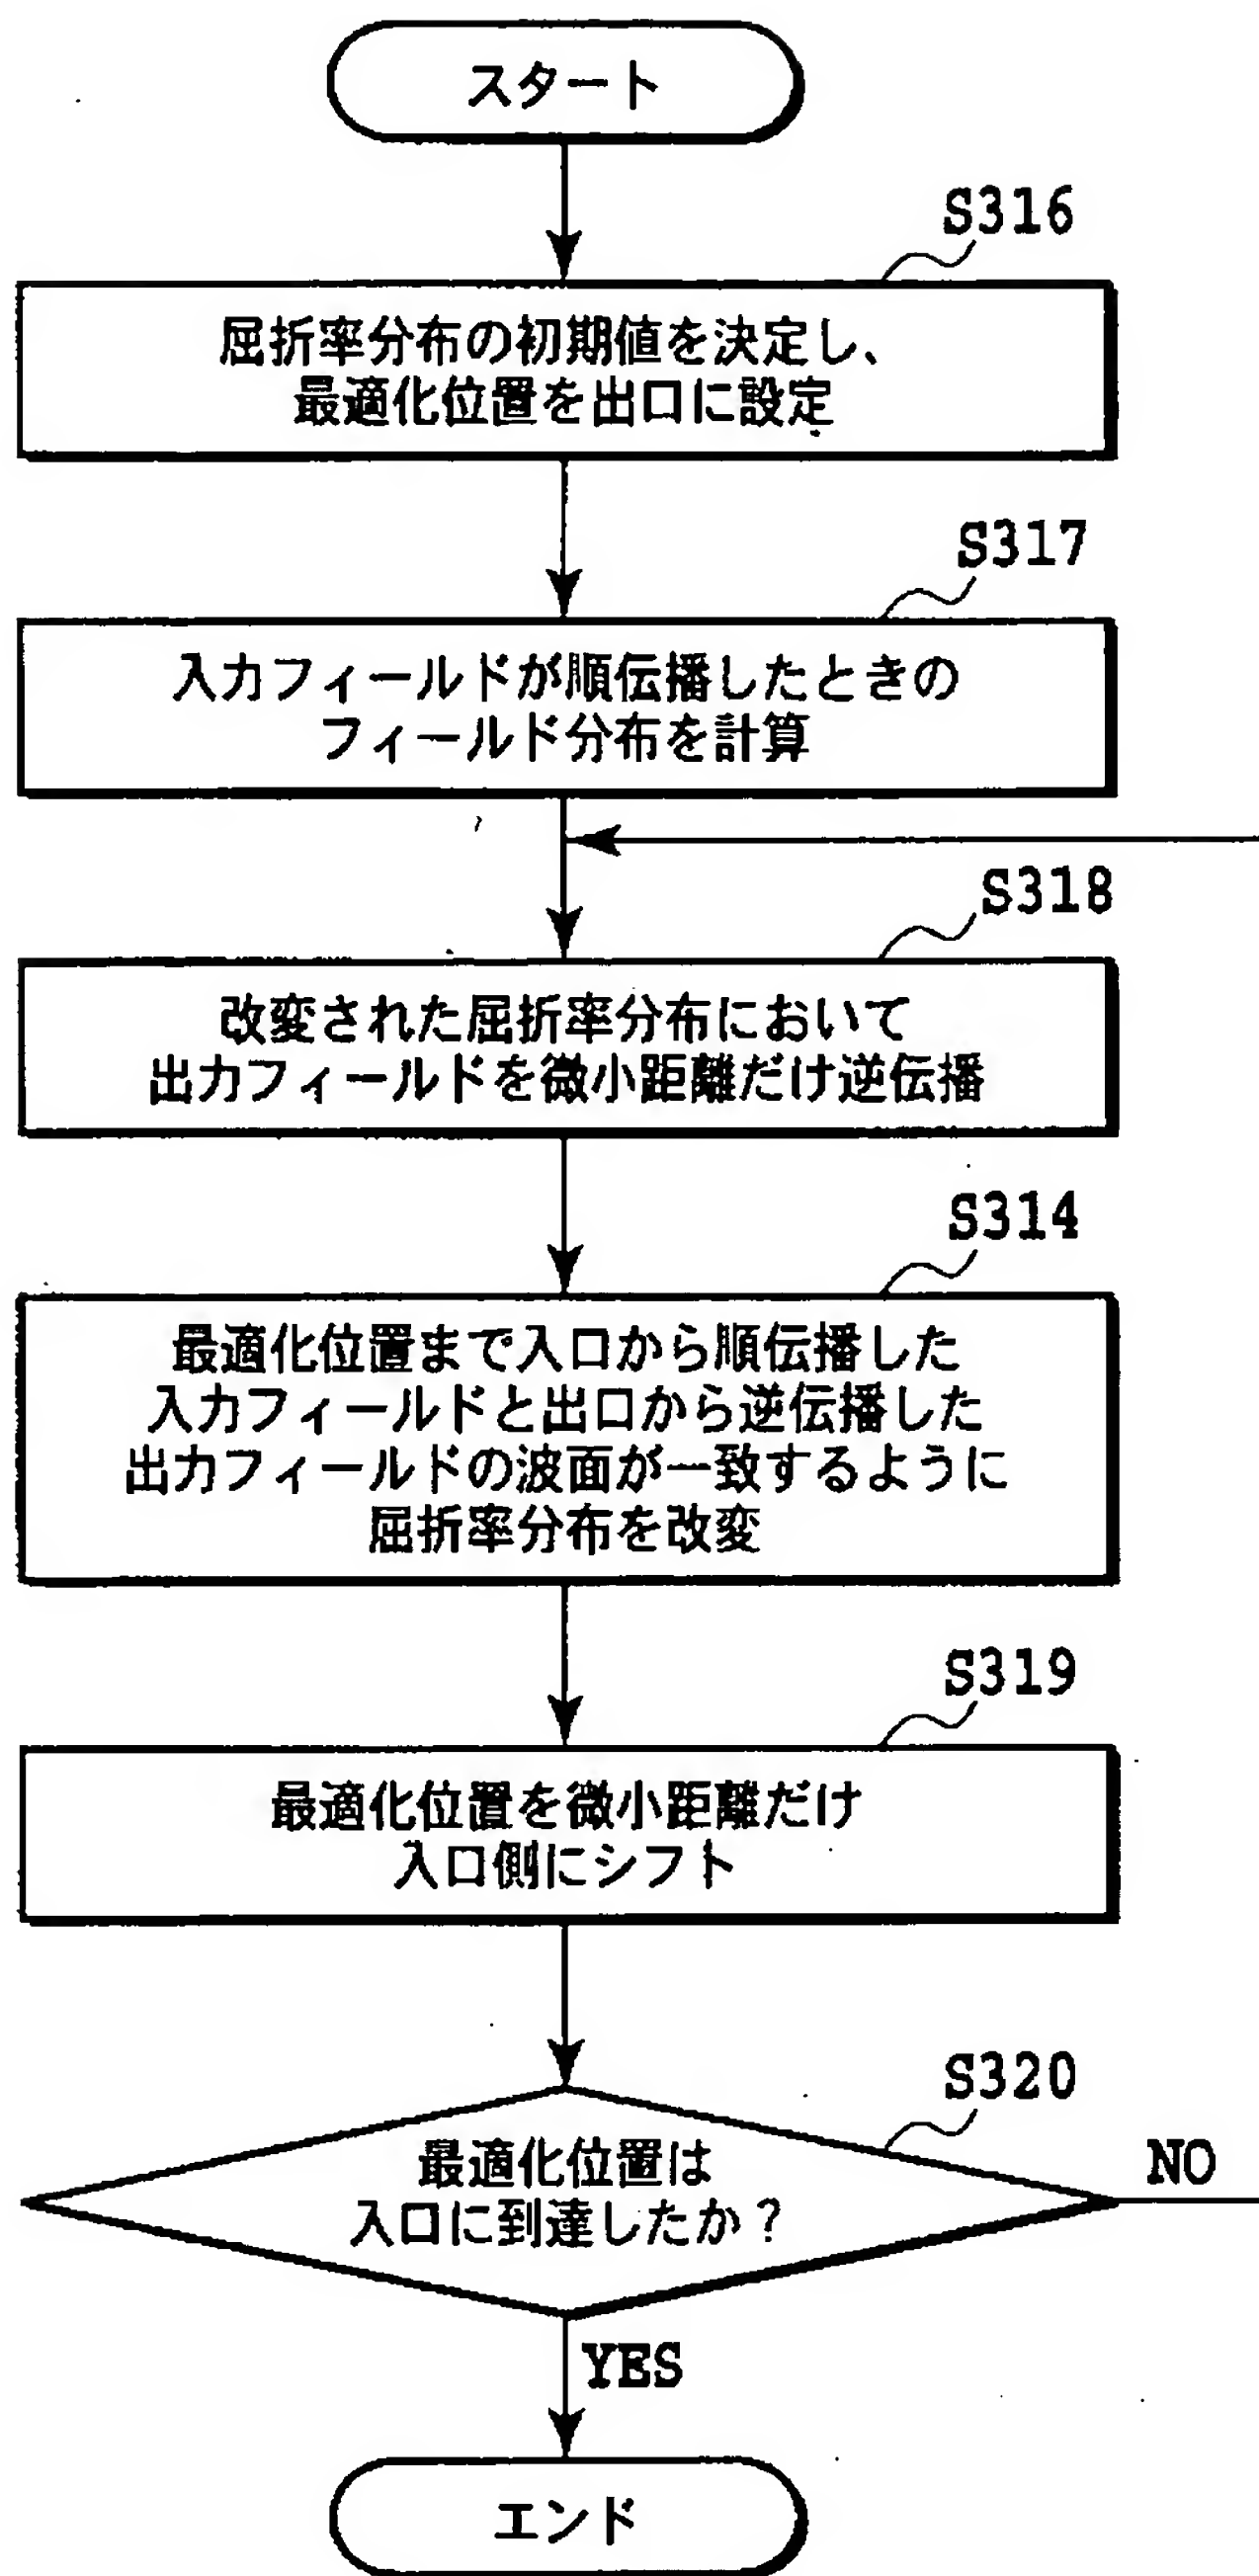 スタート
S316
屈折率分布の初期値を決定し、
最適化位置を出口に設定
S317
入力フィールドが順伝播したときの
フィールド分布を計算
S318
改変された屈折率分布において
出力フィールドを微小距離だけ逆伝播
S314
最適化位置まで入口から順伝播した
入力フィールドと出口から逆伝播した
出力フィールドの波面が一致するように
屈折率分布を改変
S319
最適化位置を微小距離だけ
入口側にシフト
S320
最適化位置は
入口に到達したか？
NO
YES
エンド